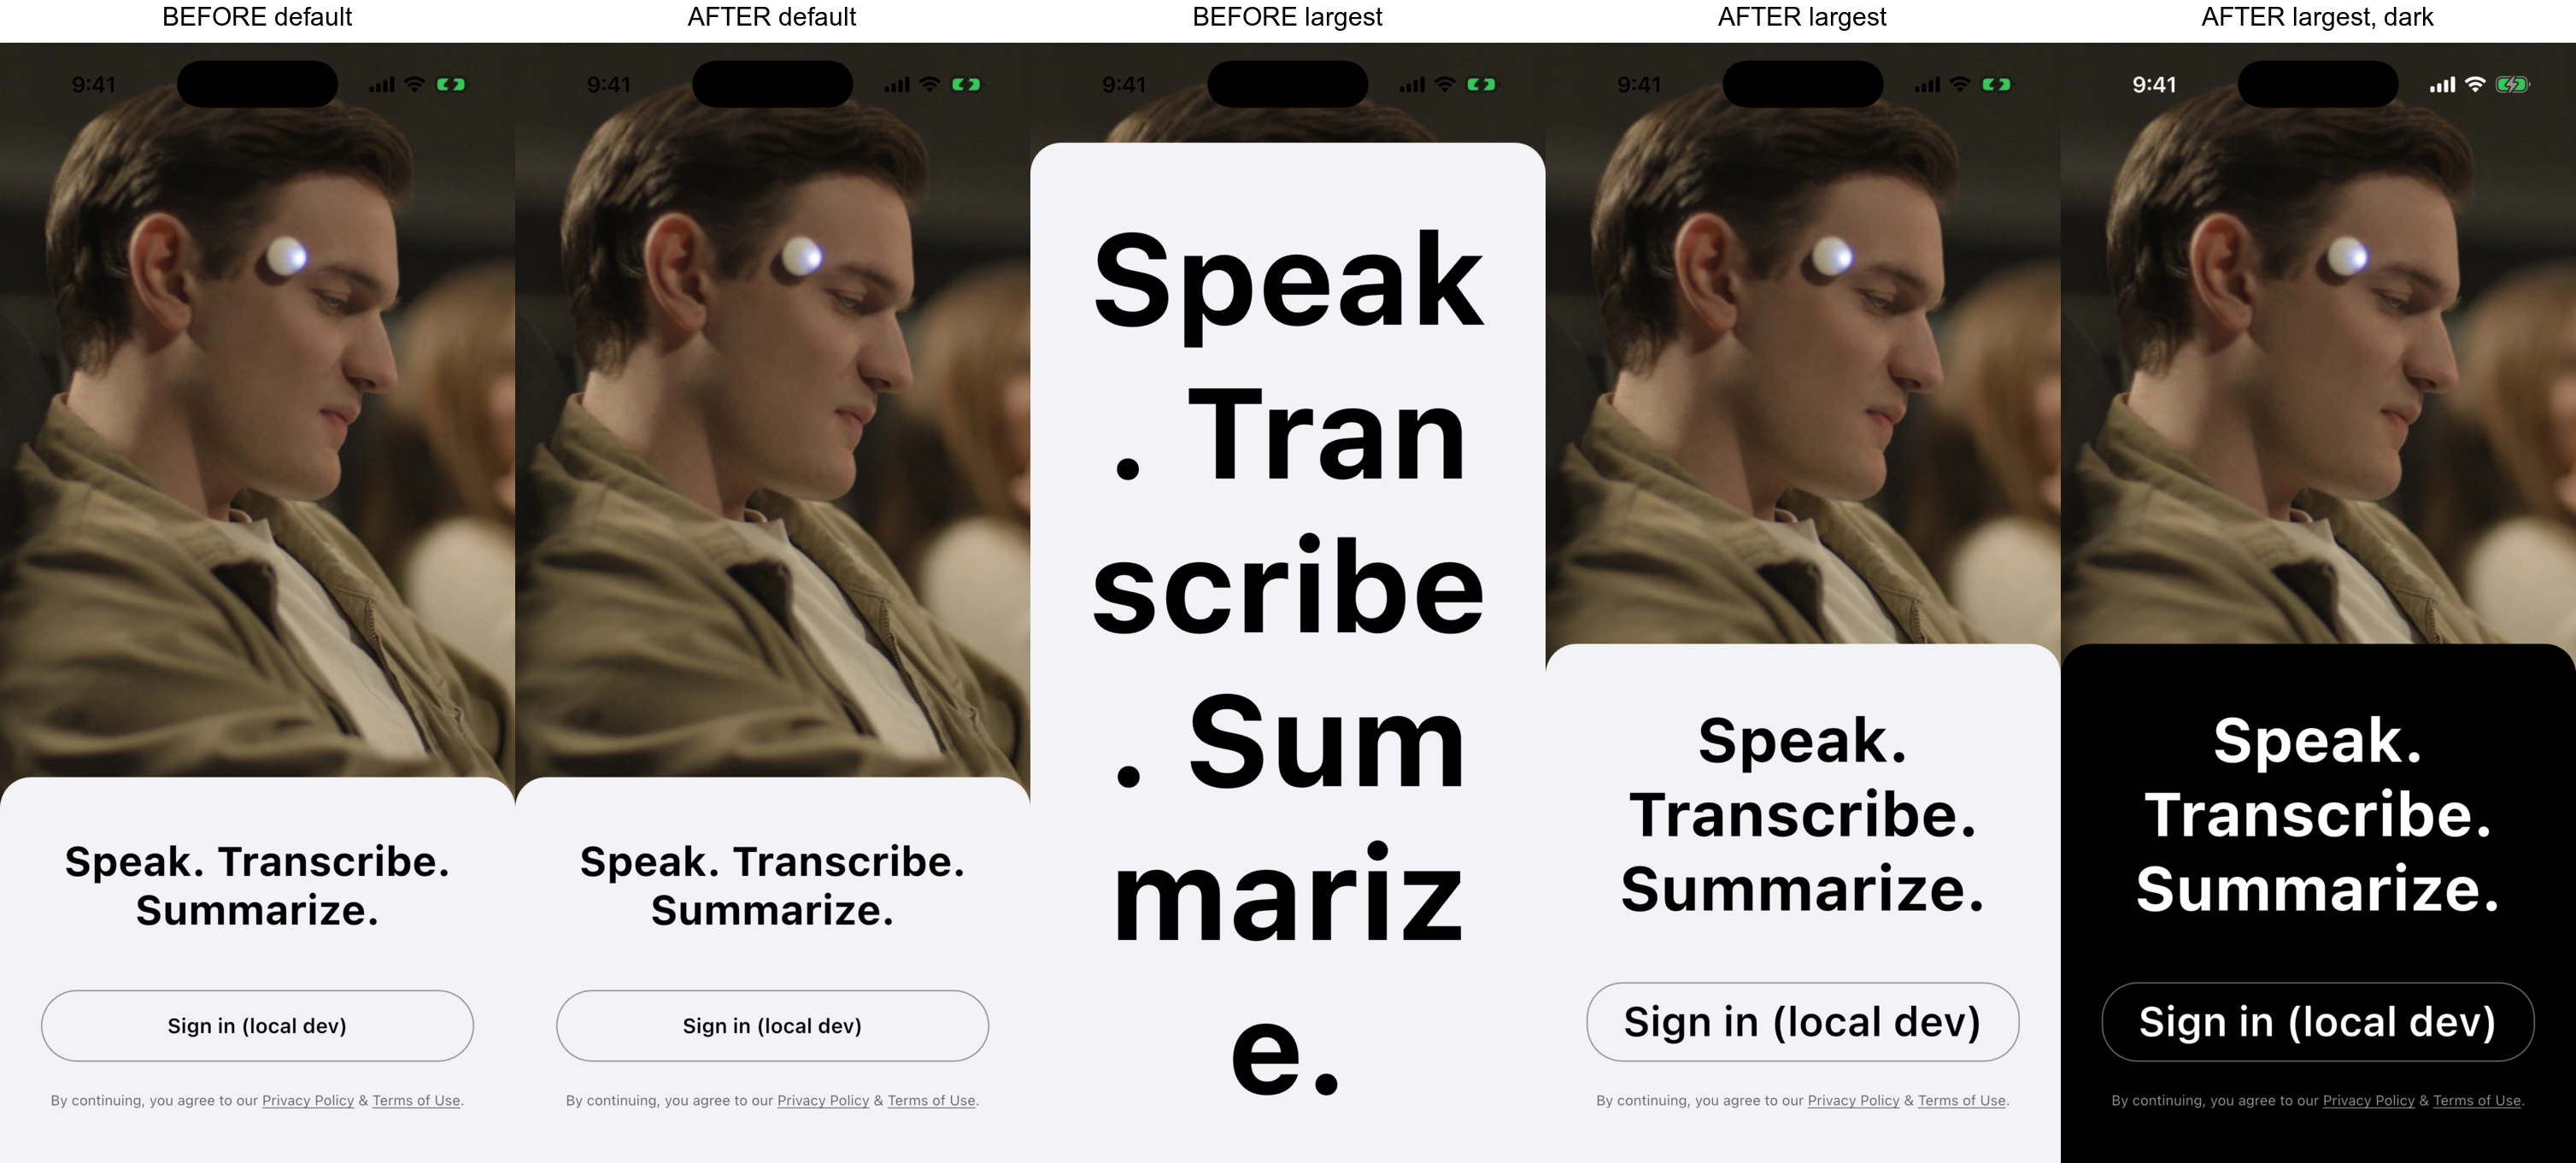 BEFORE default
9:41
Speak. Transcribe.
Summarize.
Sign in (local dev)
By continuing, you agree to our Privacy Policy & Terms of Use.
AFTER default
9:41
Speak. Transcribe.
Summarize.
Sign in (local dev)
By continuing, you agree to our Privacy Policy & Terms of Use.
BEFORE largest
9:41
Speak
. Tran
scribe
. Sum
mariz
e.
AFTER largest
9:41
Speak.
Transcribe.
Summarize.
Sign in (local dev)
By continuing, you agree to our Privacy Policy & Terms of Use.
AFTER largest, dark
9:41
Speak.
Transcribe.
Summarize.
Sign in (local dev)
By continuing, you agree to our Privacy Policy & Terms of Use.